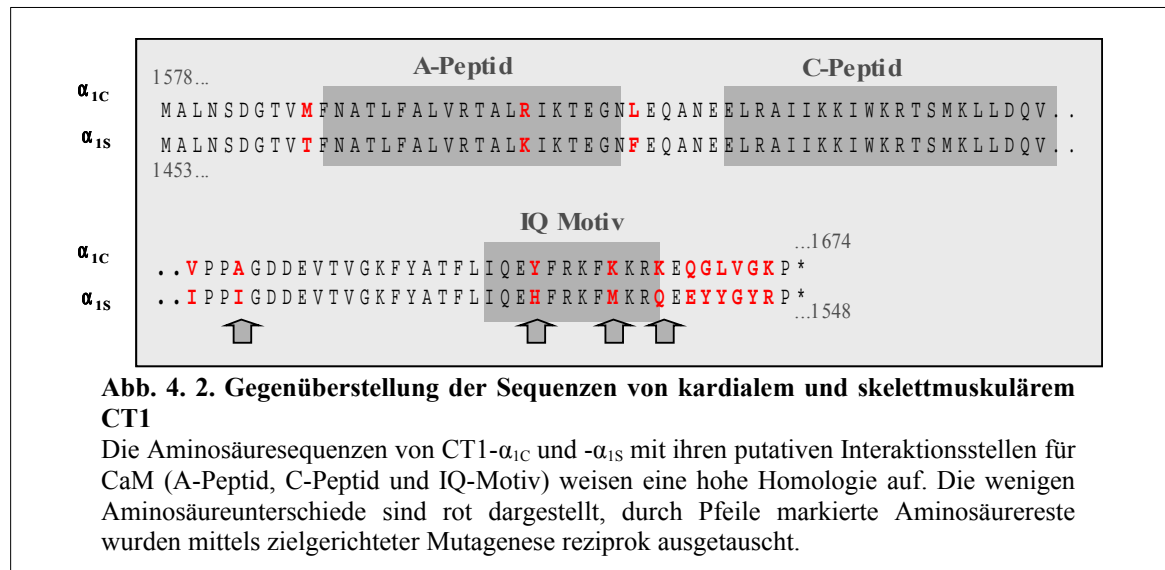 A-Peptid C-Peptid
1578...
α1C MALNSDGTVMFNATLFALVRTALRIKTEGNLEQANEELRAIIKKIWKRTSMKLLDQV..
α1S MALNSDGTVTFNATLFALVRTALKIKTEGNFEQANEELRAIIKKIWKRTSMKLLDQV..
1453...
IQ Motiv
...1674
α1C ..VPPAGDDEVTVGKFYATFLIQEYFRKFKKRKEQGLVGKP*
α1S ..IPPIGDDEVTVGKFYATFLIQEHFRKFMKRQEEYYGYRP*
...1548
Abb. 4. 2. Gegenüberstellung der Sequenzen von kardialem und skelettmuskulärem
CT1
Die Aminosäuresequenzen von CT1-α1C und -α1S mit ihren putativen Interaktionsstellen für
CaM (A-Peptid, C-Peptid und IQ-Motiv) weisen eine hohe Homologie auf. Die wenigen
Aminosäureunterschiede sind rot dargestellt, durch Pfeile markierte Aminosäurereste
wurden mittels zielgerichteter Mutagenese reziprok ausgetauscht.